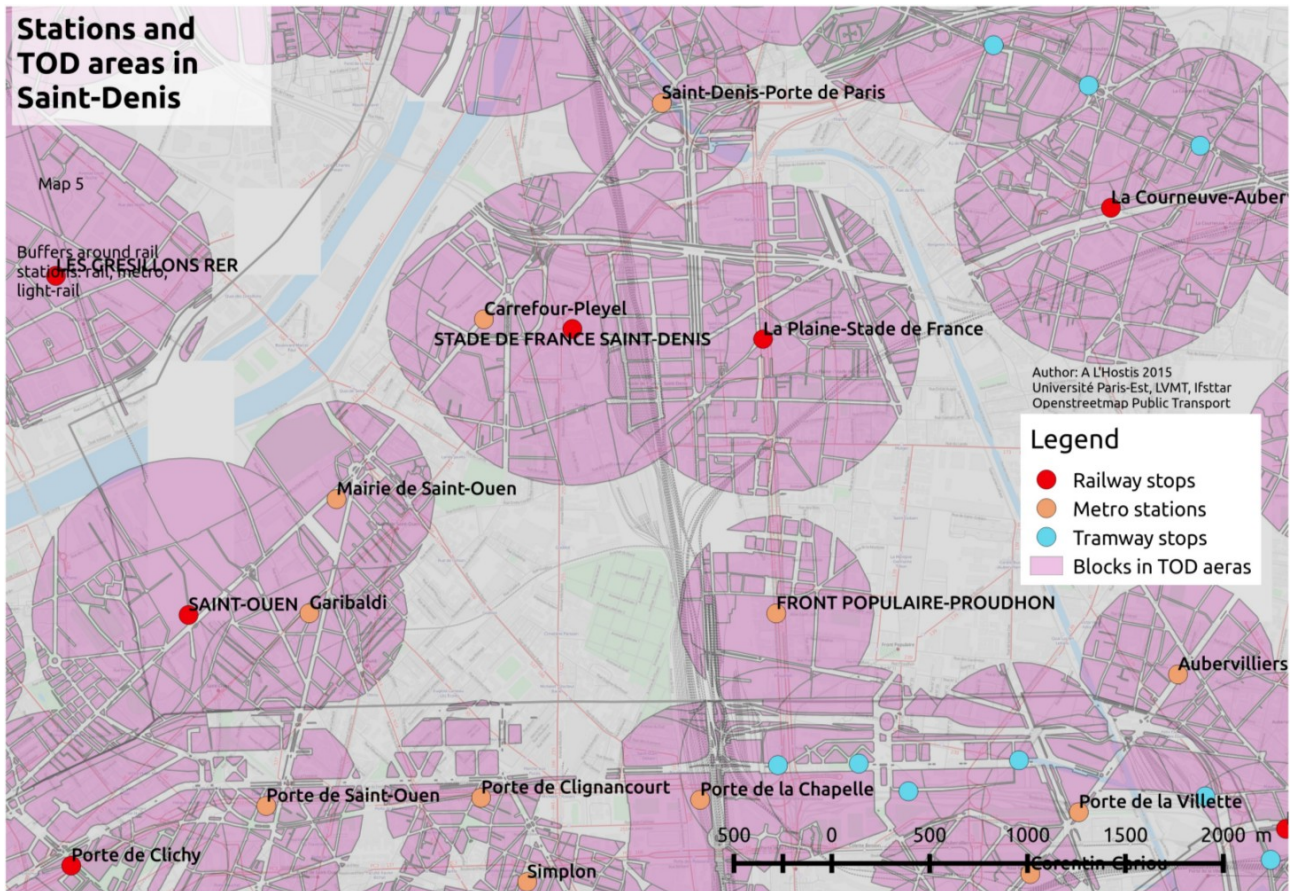 Stations and
TOD areas in
Saint-Denis
Saint-Denis-Porte de Paris
Map 5
La Courneuve-Auber
Buffers around rail
stations: rail, metro,
light-rail
LES GRESILLONS RER
Carrefour-Pleyel
STADE DE FRANCE SAINT-DENIS
La Plaine-Stade de France
Author: A L'Hostis 2015
Université Paris-Est, LVMT, Ifsttar
Openstreetmap Public Transport
Legend
Railway stops
Metro stations
Tramway stops
Blocks in TOD aeras
Mairie de Saint-Ouen
SAINT-OUEN
Garibaldi
FRONT POPULAIRE-PROUDHON
Aubervilliers
Porte de Saint-Ouen
Porte de Clignancourt
Porte de la Chapelle
Porte de la Villette
500 0 500 1000 1500 2000 m
Porte de Clichy
Simplon
Corentin-Cariou